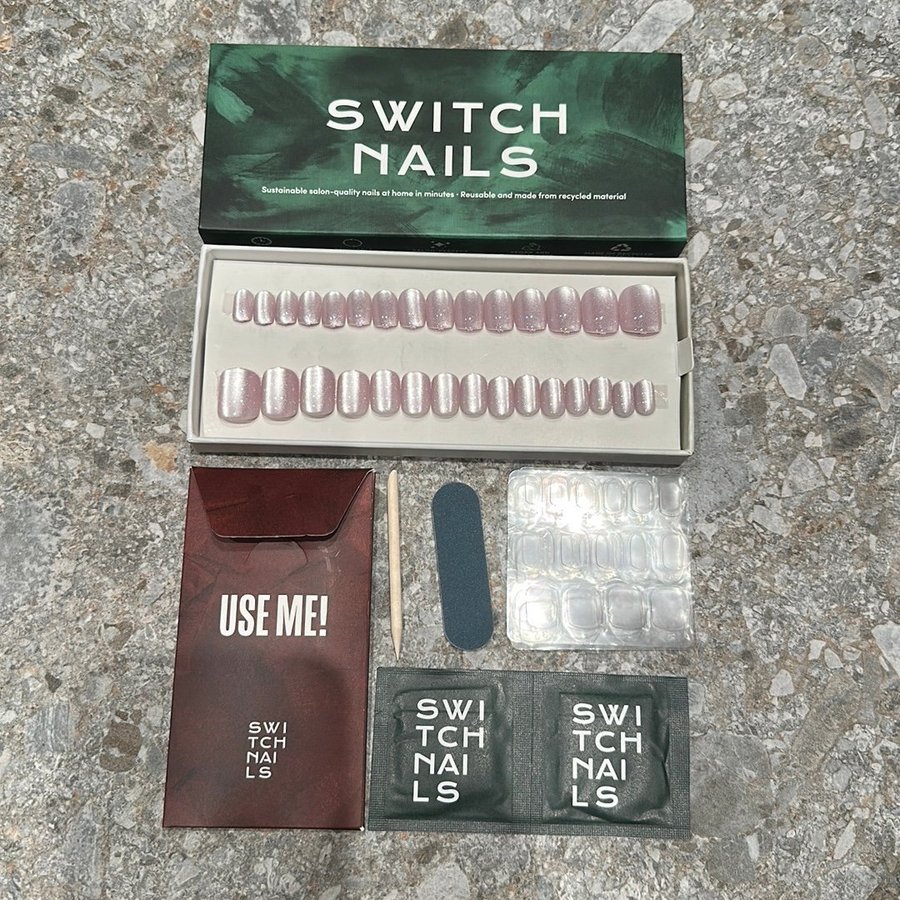 SWITCH
NAILS
Sustainable salon-quality nails at home in minutes • Reusable and made from recycled material
USE ME!
SWI
TCH
NAI
LS
SWI
TCH
NAI
LS
SWI
TCH
NAI
LS